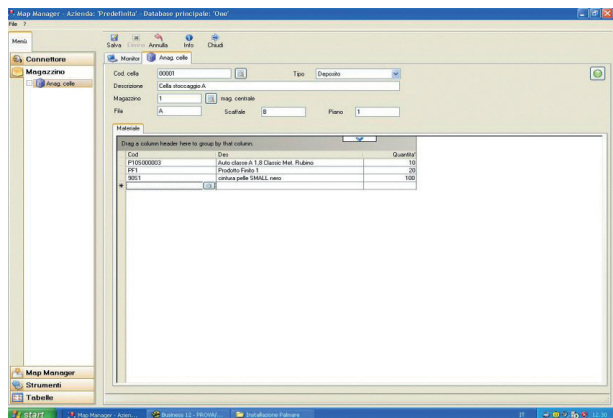 Map Manager - Azienda: 'Predefinita' - Database principale: 'Ono'
File ?
Menù
Salva Elimina Annulla Info Chiudi
Connettore
Magazzino
Anag. celle
Monitor Anag. celle
Cod. cella 00001 Tipo Deposito
Descrizione Cella stoccaggio A
Magazzino 1 mag. centrale
Fila A Scaffale B Piano 1
Materiale
Drag a column header here to group by that column.
Cod Des Quantita'
P105000003 Auto classe A 1,8 Classic Met. Rubino 10
PF1 Prodotto Finito 1 20
90S1 cintura pelle SMALL nero 100
Map Manager
Strumenti
Tabelle
start Map Manager - Azien... Business 12 - PROVA/... Installazione Palmare IT 12.30